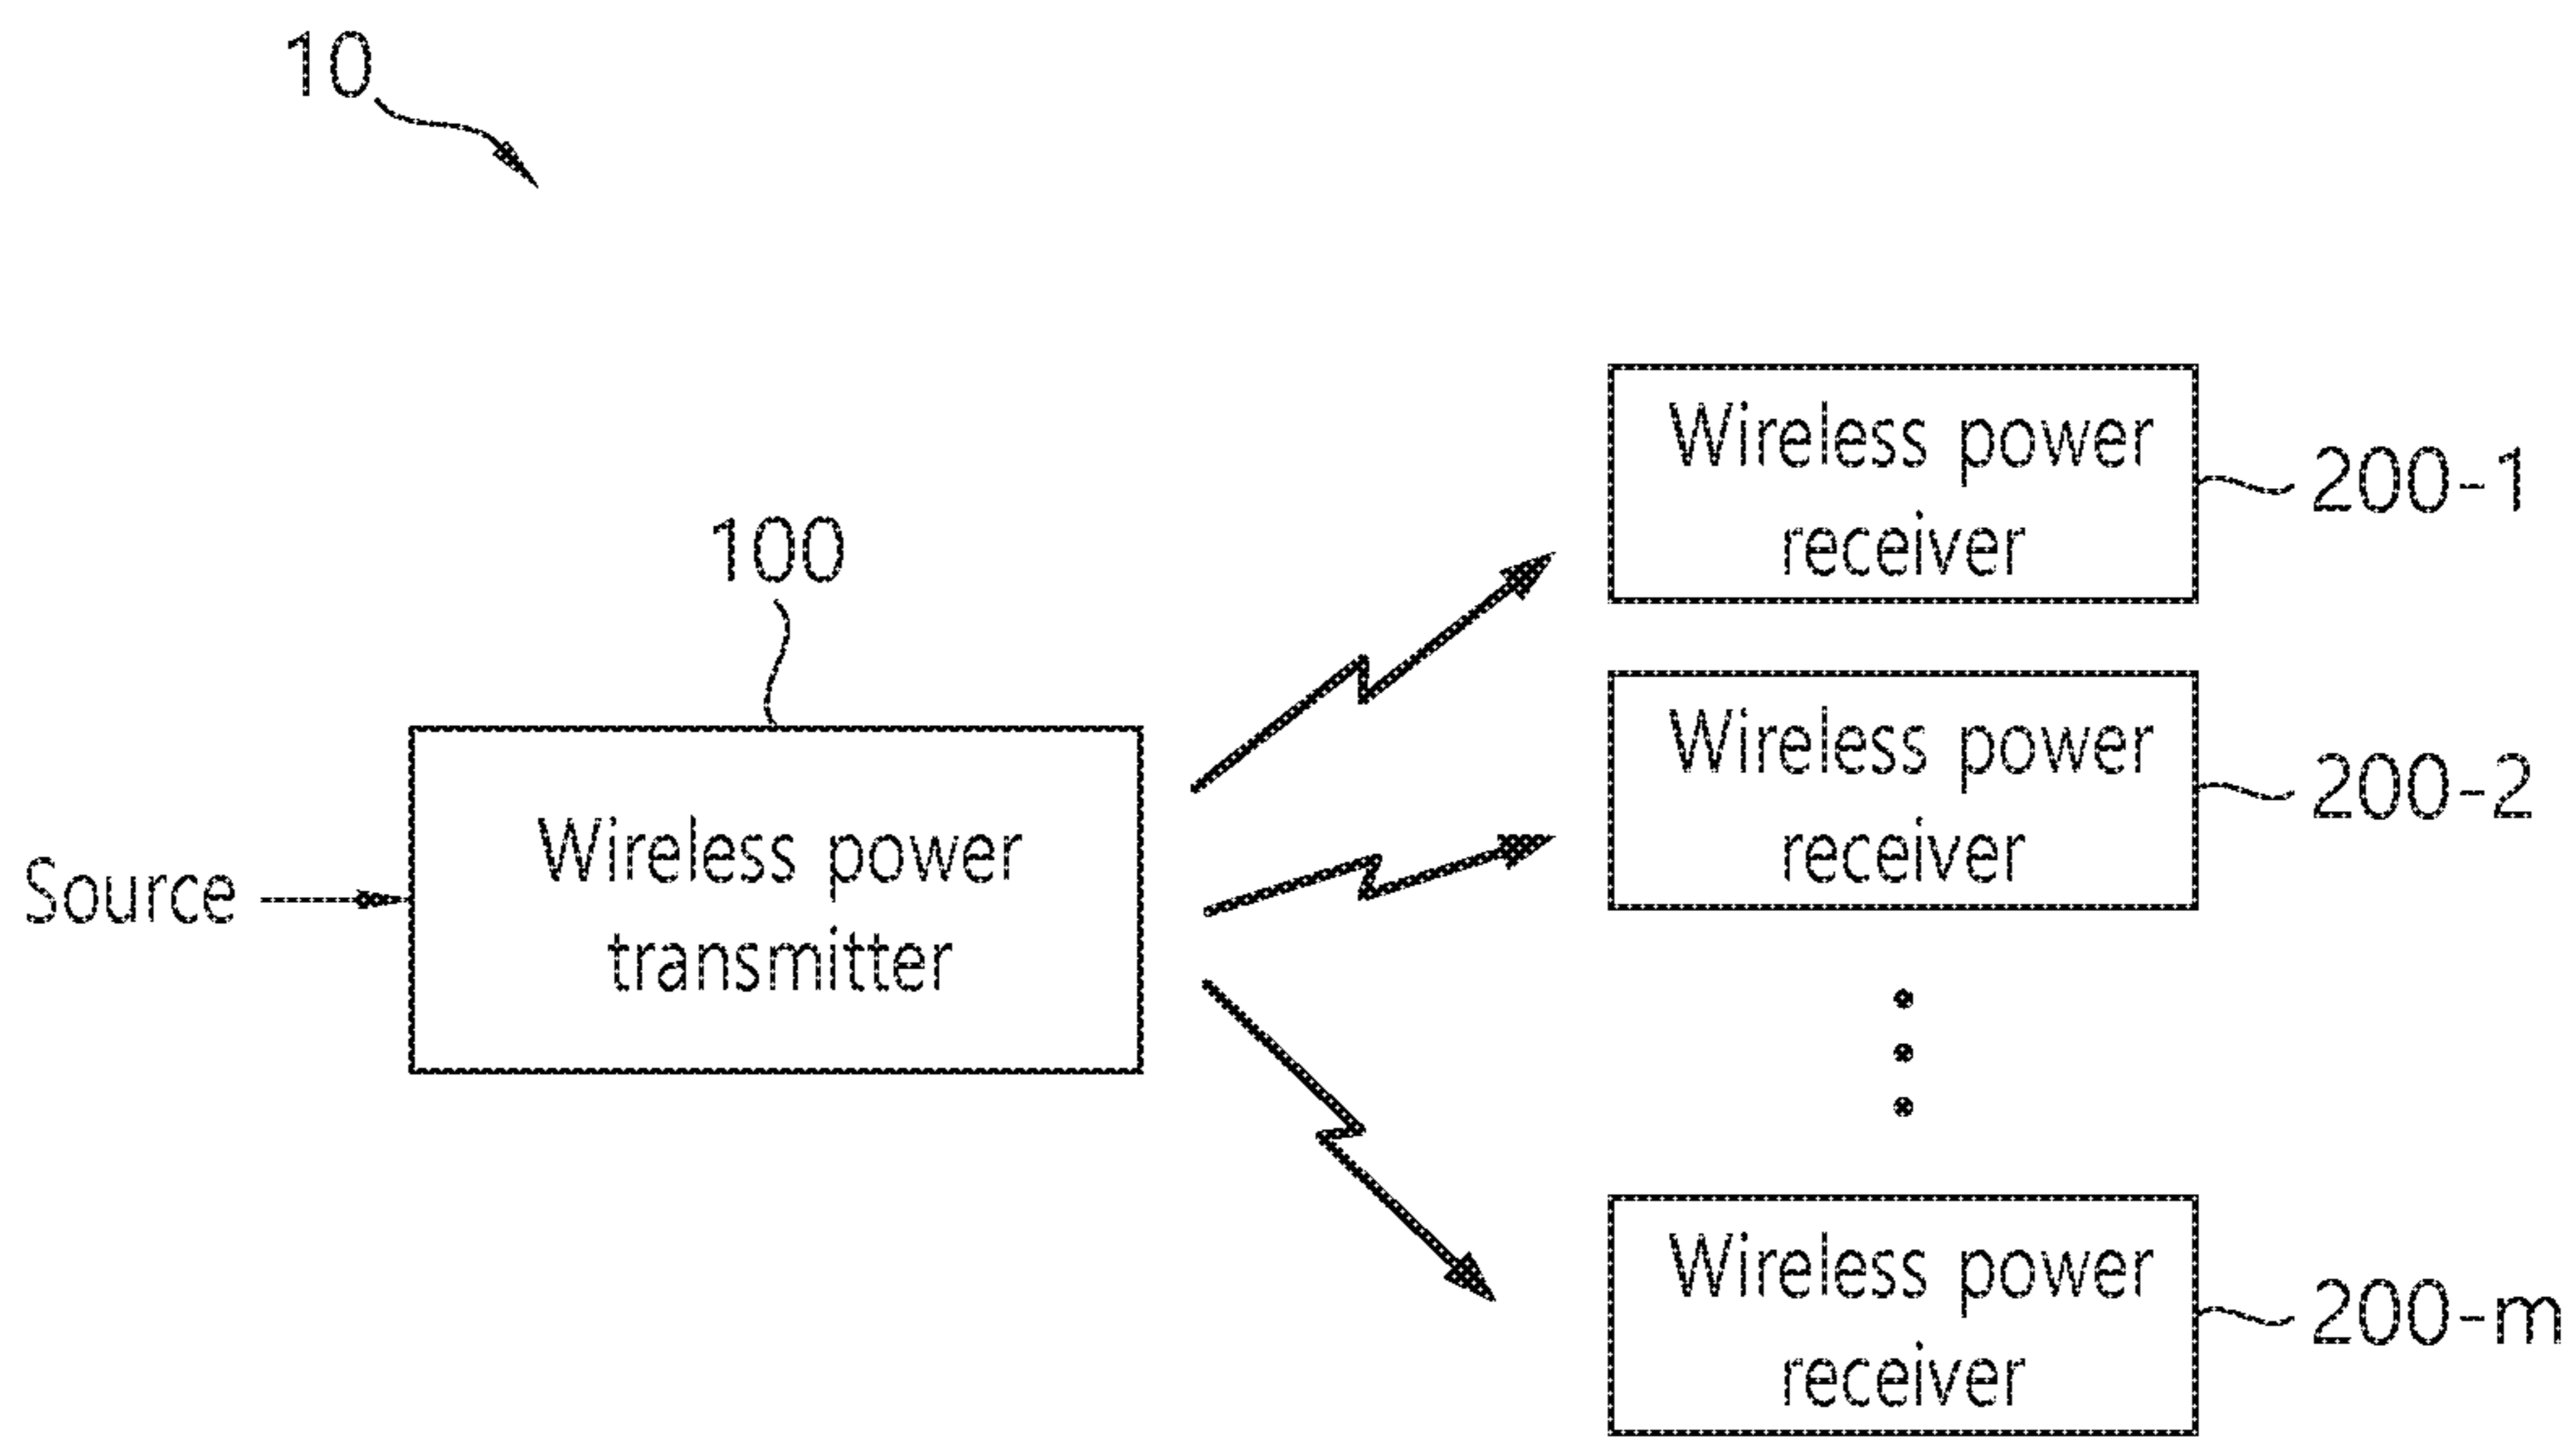 10
100
Source
Wireless power
transmitter
Wireless power
receiver
200-1
Wireless power
receiver
200-2
Wireless power
receiver
200-m